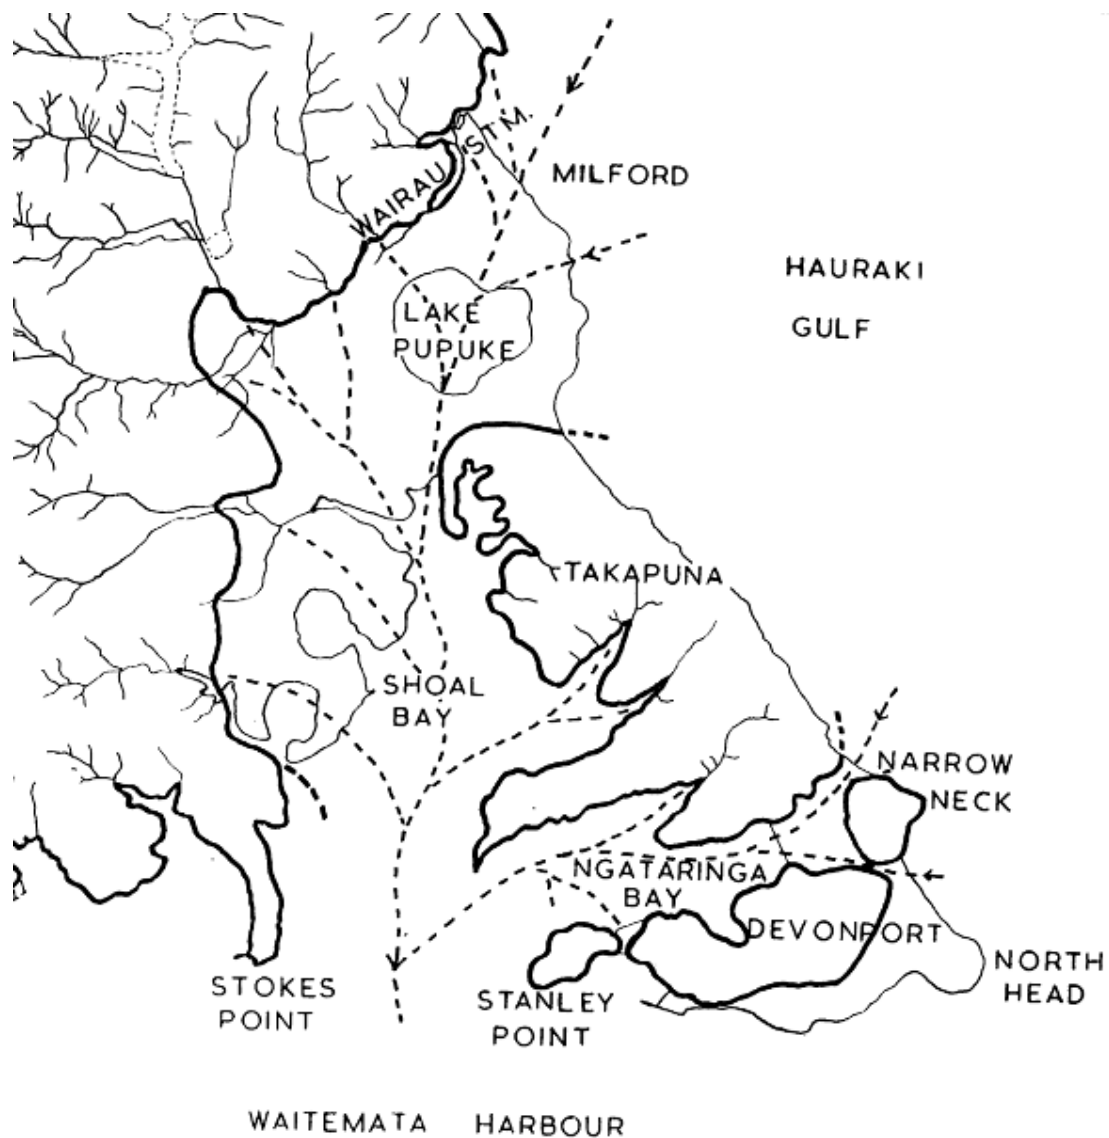 WAIRAU STM.
MILFORD
HAURAKI
GULF
LAKE
PUPUKE
TAKAPUNA
SHOAL
BAY
NARROW
NECK
NGATARINGA
BAY
DEVONPORT
NORTH
HEAD
STOKES
POINT
STANLEY
POINT
WAITEMATA HARBOUR